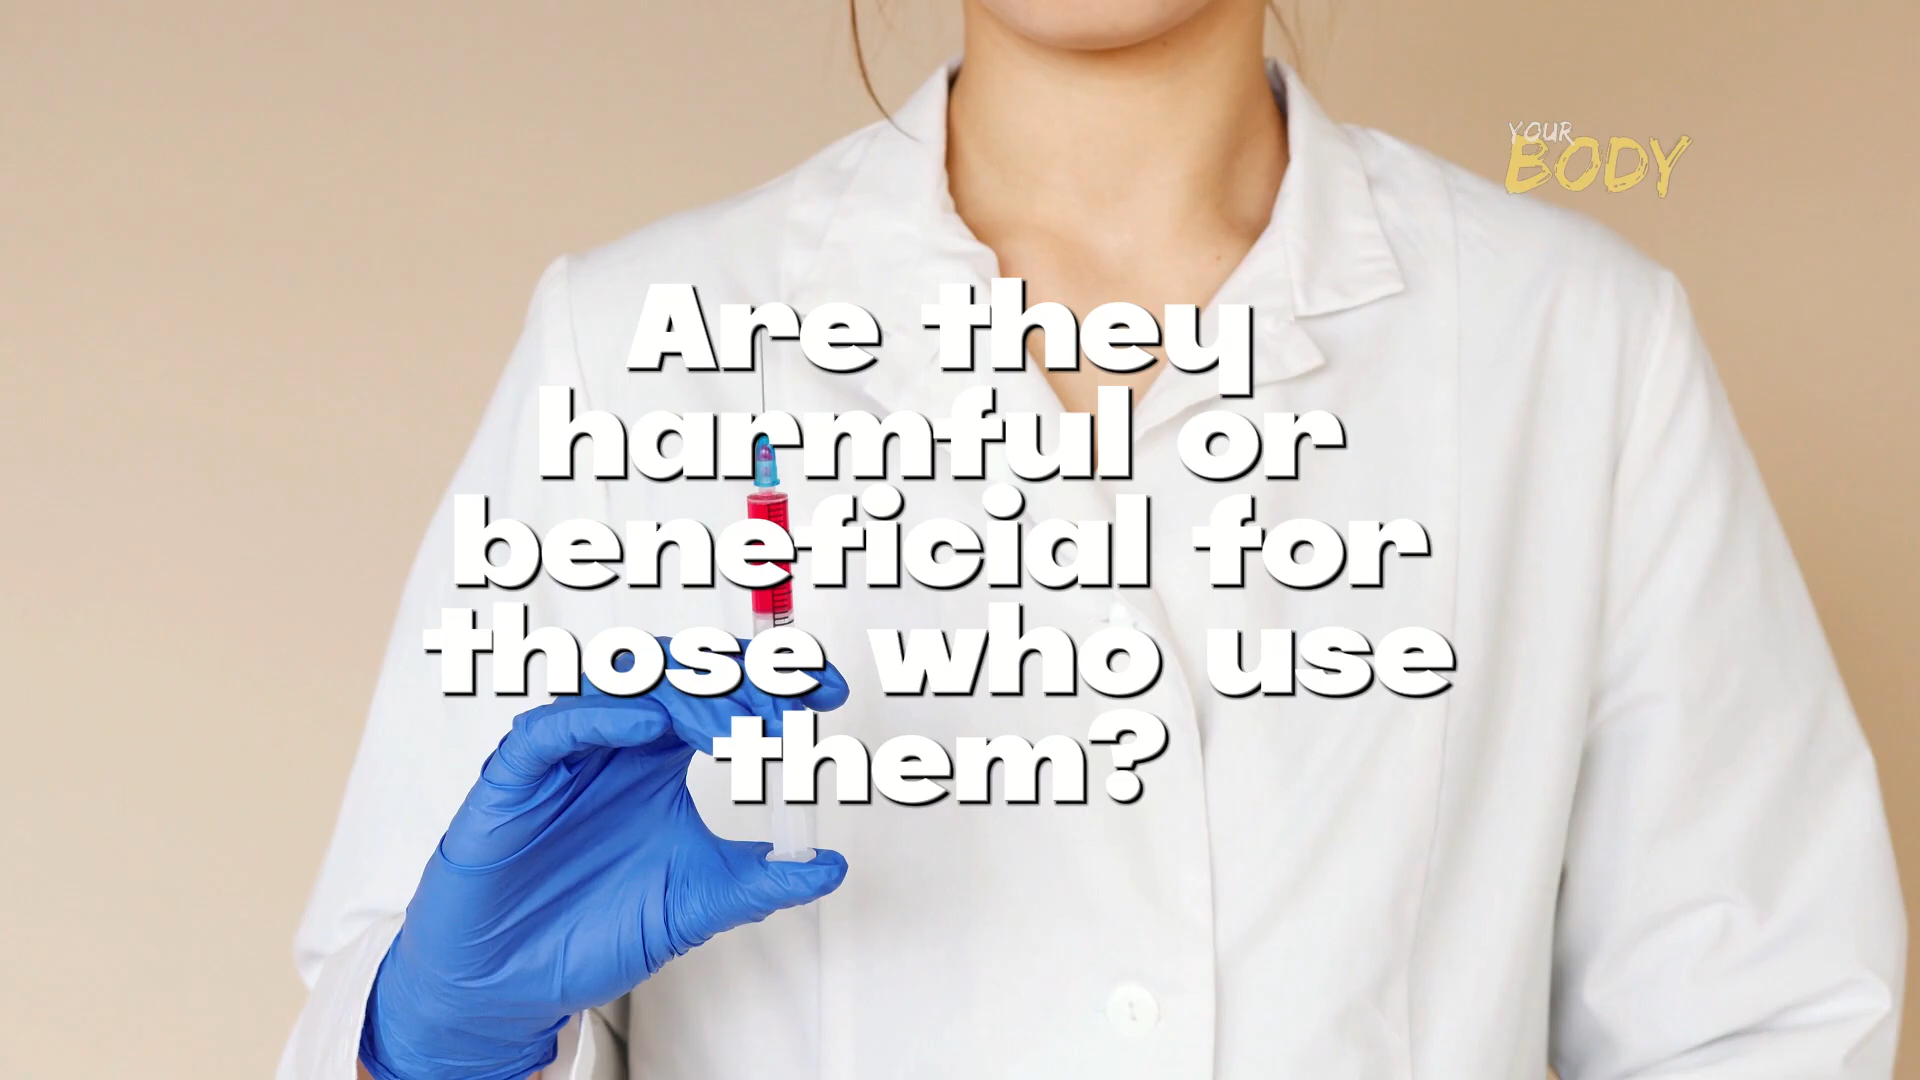 YOUR
BODY
Are they
harmful or
beneficial for
those who use
them?